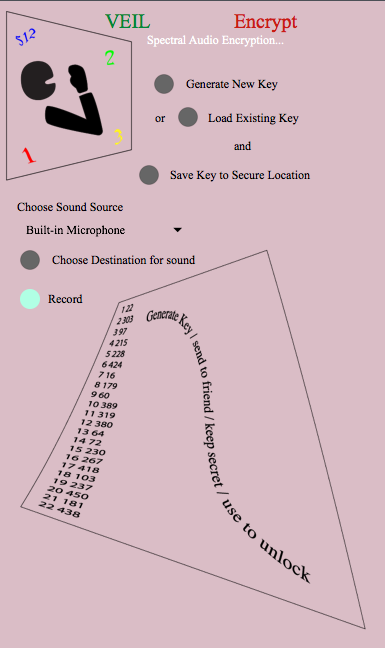 VEIL Encrypt
Spectral Audio Encryption...
512
2
1
3
Generate New Key
or Load Existing Key
and
Save Key to Secure Location
Choose Sound Source
Built-in Microphone
Choose Destination for sound
Record
1 22
2 303
3 97
4 215
5 228
6 424
7 16
8 179
9 60
10 389
11 319
12 380
13 64
14 72
15 230
16 267
17 418
18 103
19 237
20 450
21 181
22 438
Generate Key / send to friend / keep secret / use to unlock